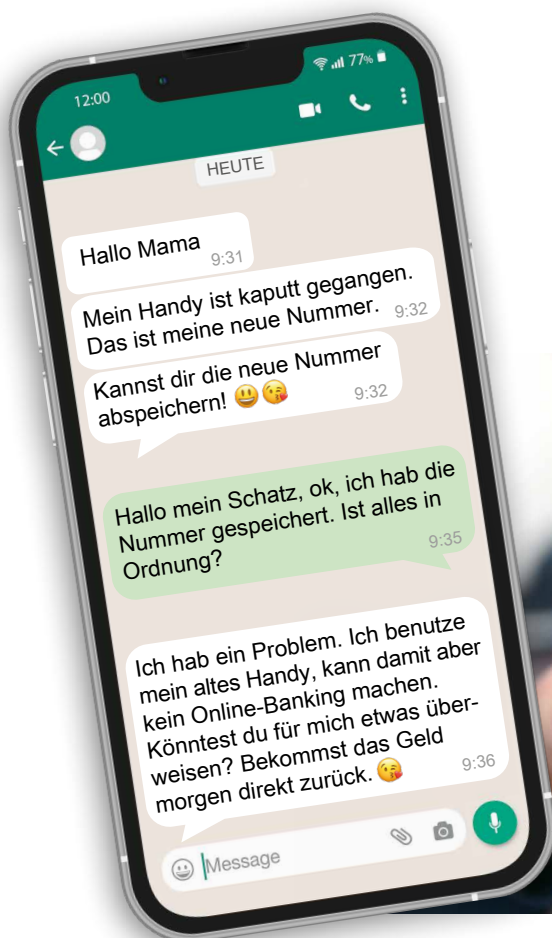 12:00
77%
HEUTE
Hallo Mama
9:31
Mein Handy ist kaputt gegangen.
Das ist meine neue Nummer.
9:32
Kannst dir die neue Nummer
abspeichern! 😃😘
9:32
Hallo mein Schatz, ok, ich hab die
Nummer gespeichert. Ist alles in
Ordnung?
9:35
Ich hab ein Problem. Ich benutze
mein altes Handy, kann damit aber
kein Online-Banking machen.
Könntest du für mich etwas über-
weisen? Bekommst das Geld
morgen direkt zurück. 😘
9:36
Message